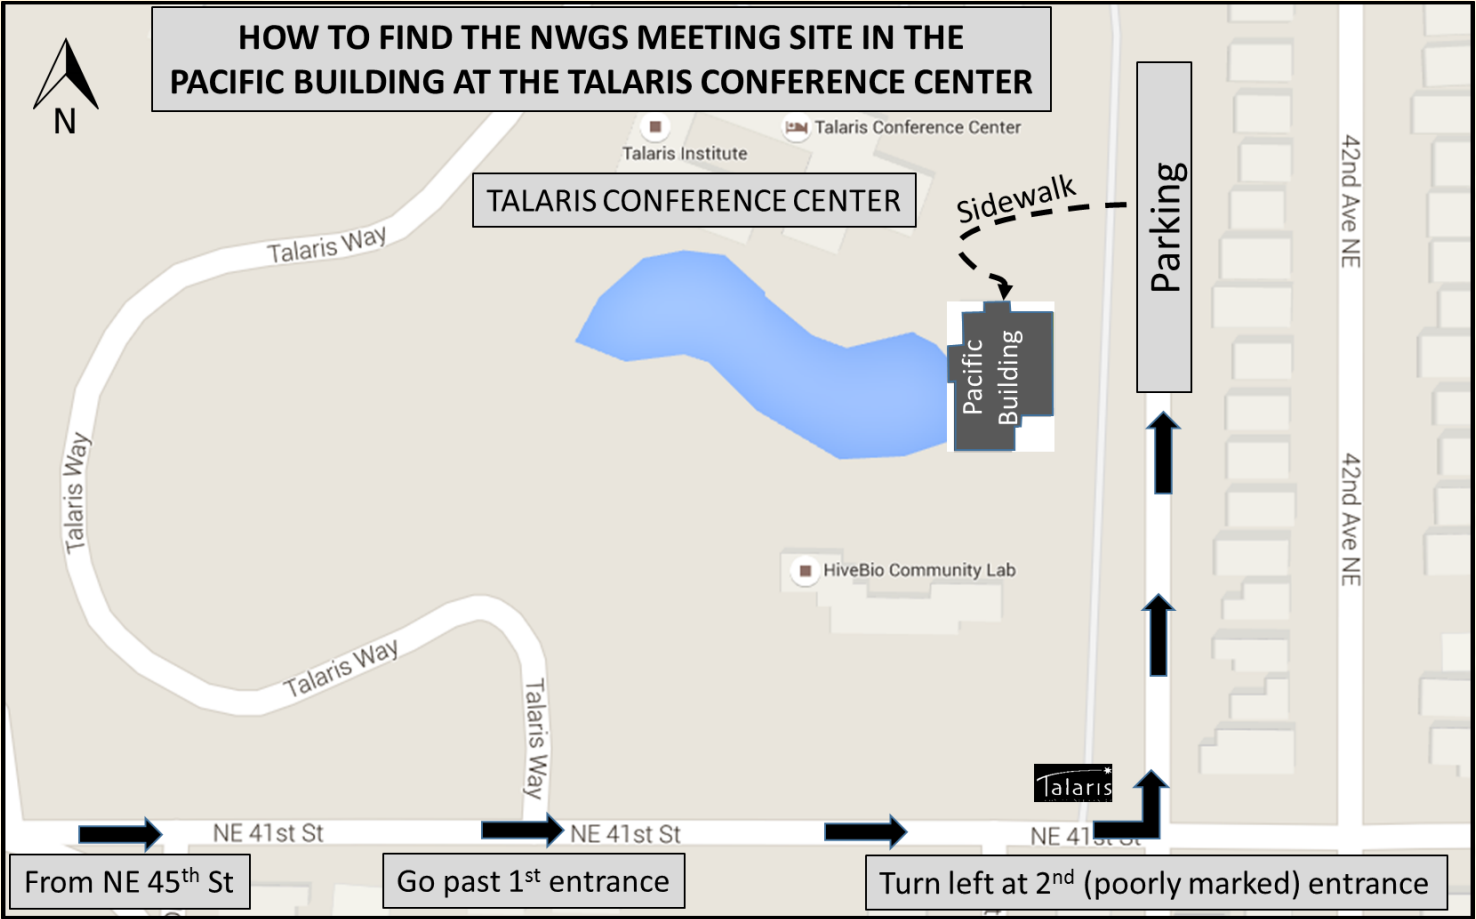 HOW TO FIND THE NWGS MEETING SITE IN THE
PACIFIC BUILDING AT THE TALARIS CONFERENCE CENTER
N
Talaris Institute
Talaris Conference Center
TALARIS CONFERENCE CENTER
Sidewalk
Parking
42nd Ave NE
Talaris Way
Pacific
Building
Talaris Way
42nd Ave NE
HiveBio Community Lab
Talaris Way
Talaris Way
Talaris
NE 41st St
NE 41st St
NE 41st St
From NE 45th St
Go past 1st entrance
Turn left at 2nd (poorly marked) entrance